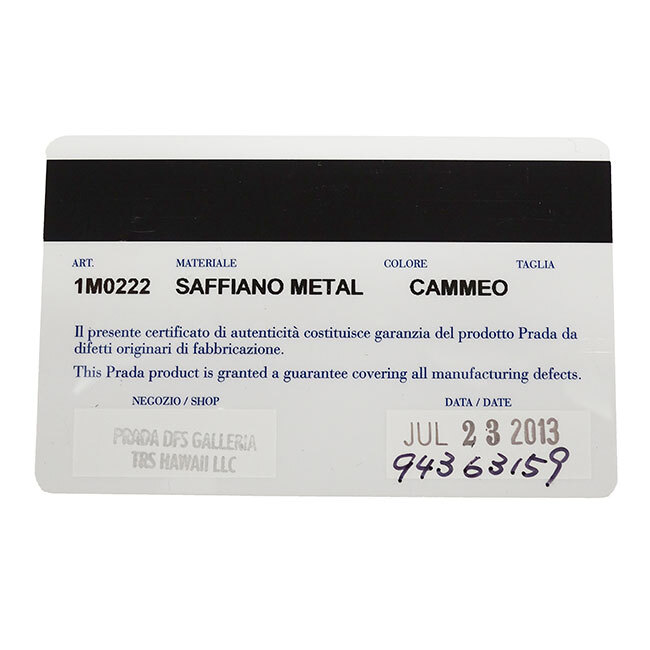 ART. MATERIALE COLORE TAGLIA
1M0222 SAFFIANO METAL CAMMEO
Il presente certificato di autenticità costituisce garanzia del prodotto Prada da
difetti originari di fabbricazione.
This Prada product is granted a guarantee covering all manufacturing defects.
NEGOZIO / SHOP DATA / DATE
PRADA DFS GALLERIA JUL 23 2013
TRS HAWAII LLC 94363159